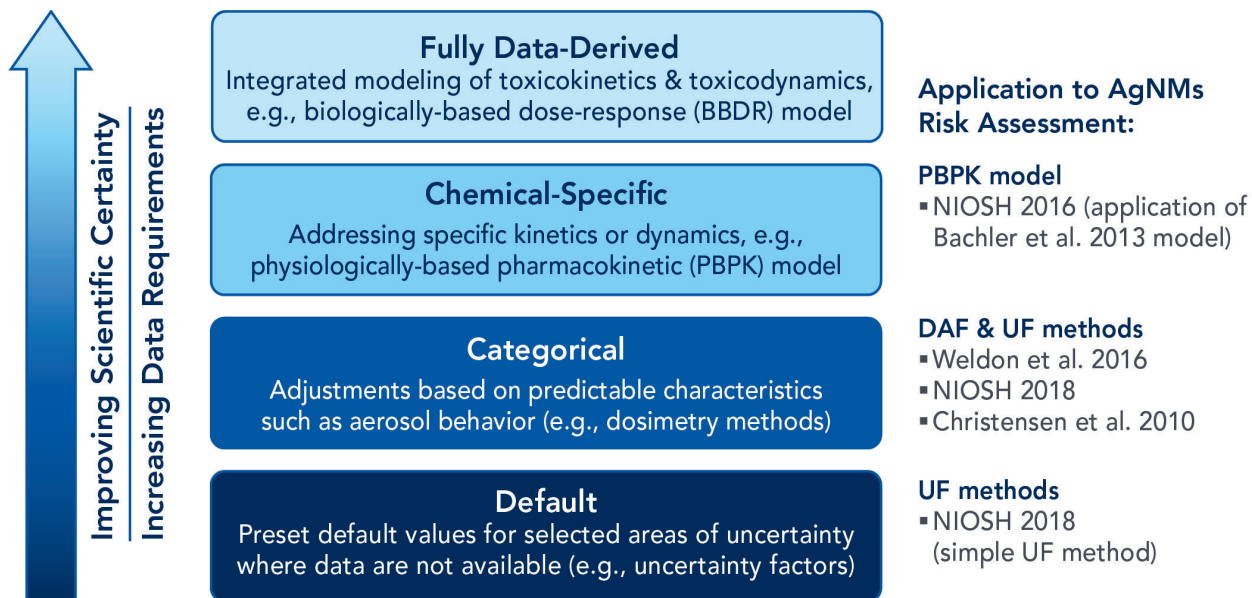 Improving Scientific Certainty
Increasing Data Requirements
Fully Data-Derived
Integrated modeling of toxicokinetics & toxicodynamics,
e.g., biologically-based dose-response (BBDR) model
Chemical-Specific
Addressing specific kinetics or dynamics, e.g.,
physiologically-based pharmacokinetic (PBPK) model
Categorical
Adjustments based on predictable characteristics
such as aerosol behavior (e.g., dosimetry methods)
Default
Preset default values for selected areas of uncertainty
where data are not available (e.g., uncertainty factors)
Application to AgNMs
Risk Assessment:
PBPK model
▪ NIOSH 2016 (application of
Bachler et al. 2013 model)
DAF & UF methods
▪ Weldon et al. 2016
▪ NIOSH 2018
▪ Christensen et al. 2010
UF methods
▪ NIOSH 2018
(simple UF method)